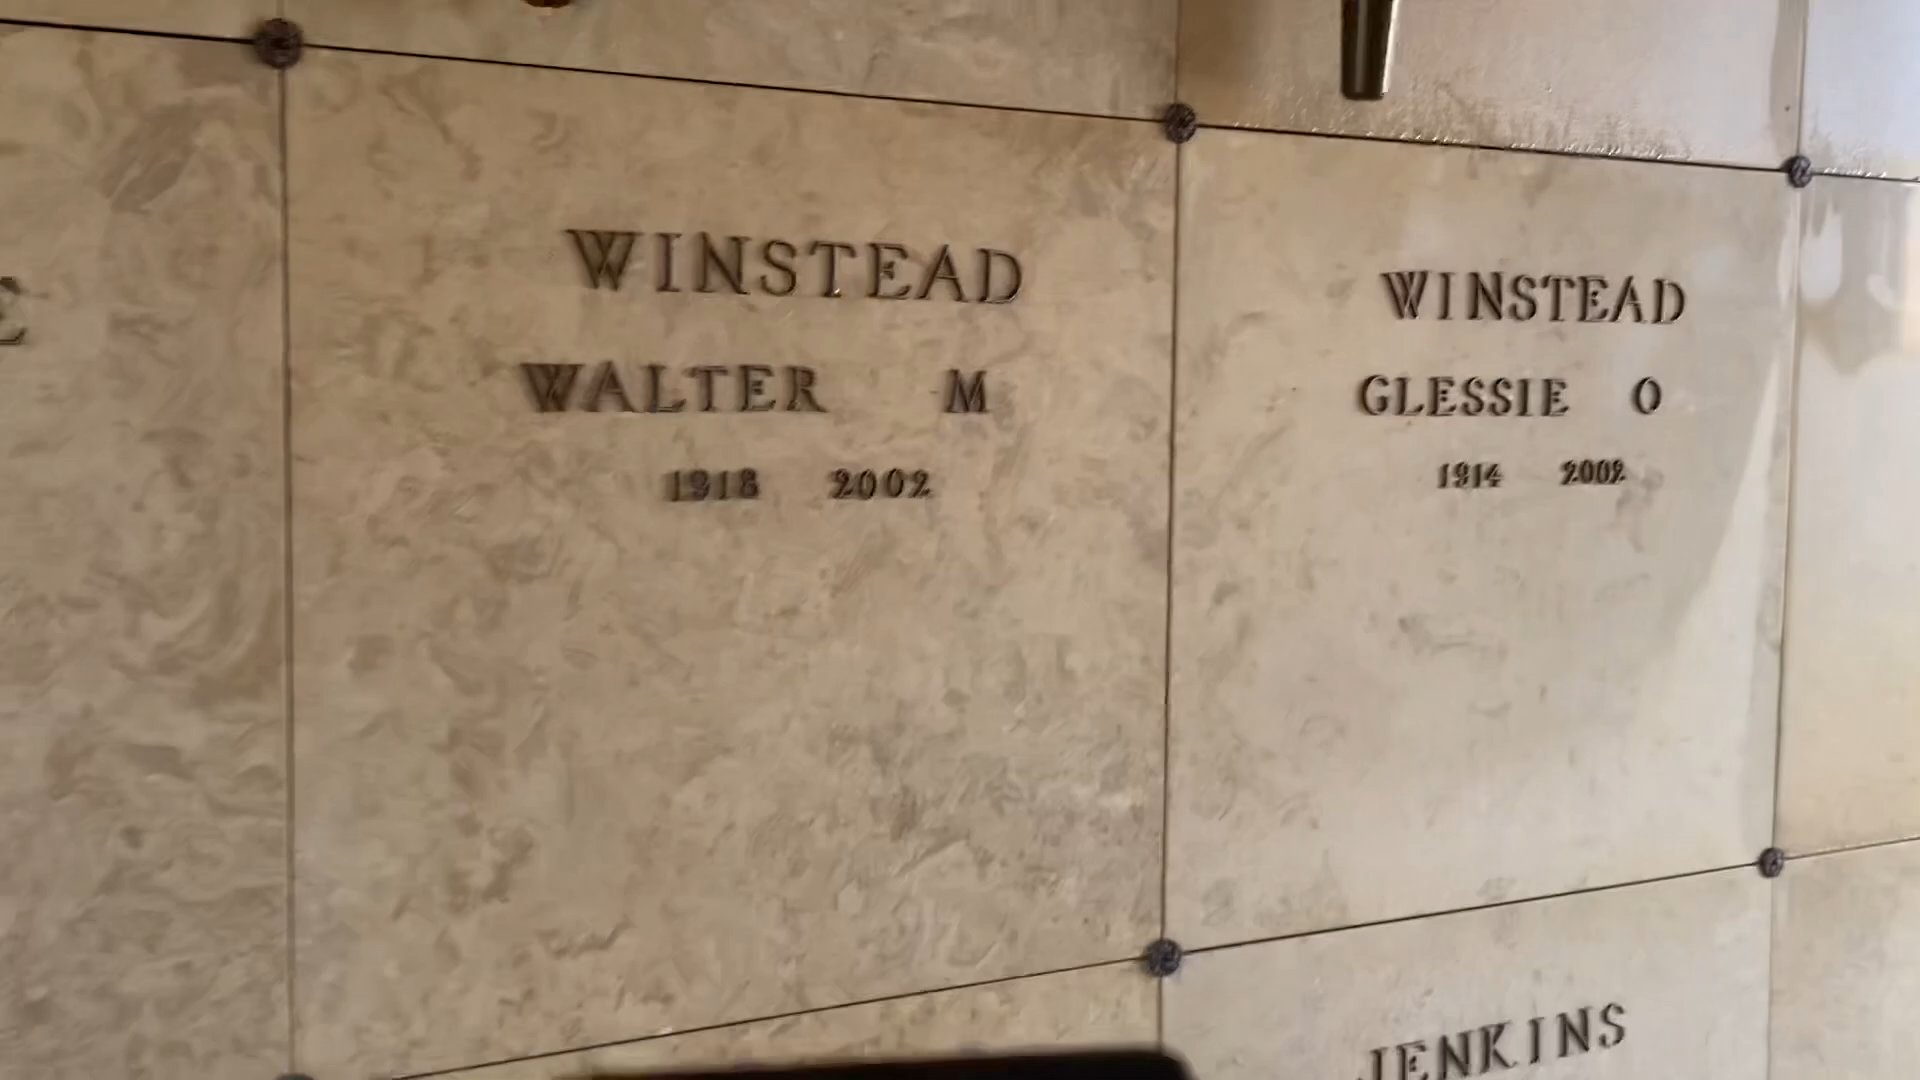 WINSTEAD
WALTER M
1918 2002
WINSTEAD
GLESSIE O
1914 2002
JENKINS